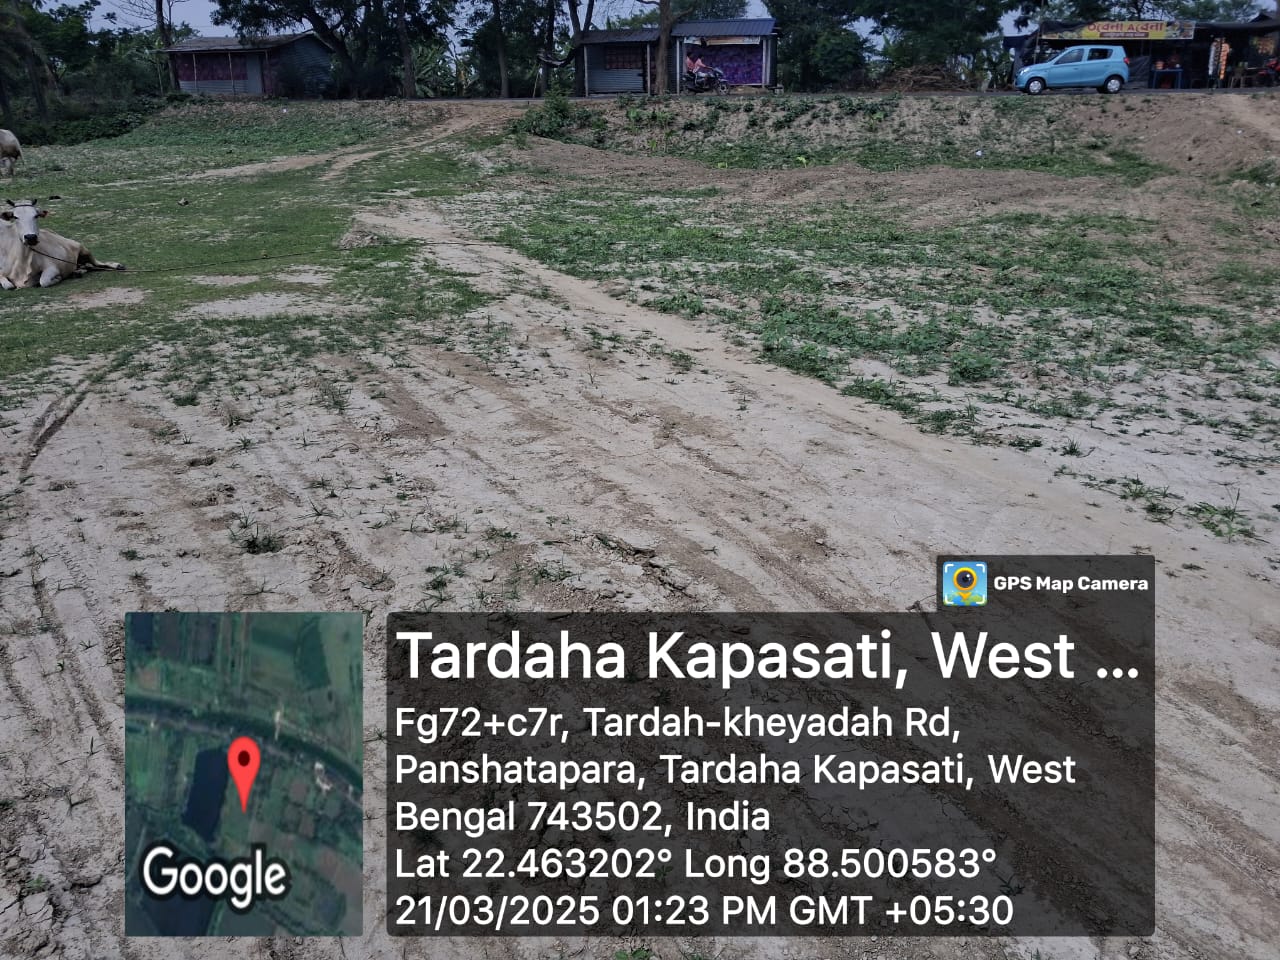 GPS Map Camera
Tardaha Kapasati, West ...
Fg72+c7r, Tardah-kheyadah Rd,
Panshatapara, Tardaha Kapasati, West
Bengal 743502, India
Lat 22.463202° Long 88.500583°
21/03/2025 01:23 PM GMT +05:30
Google